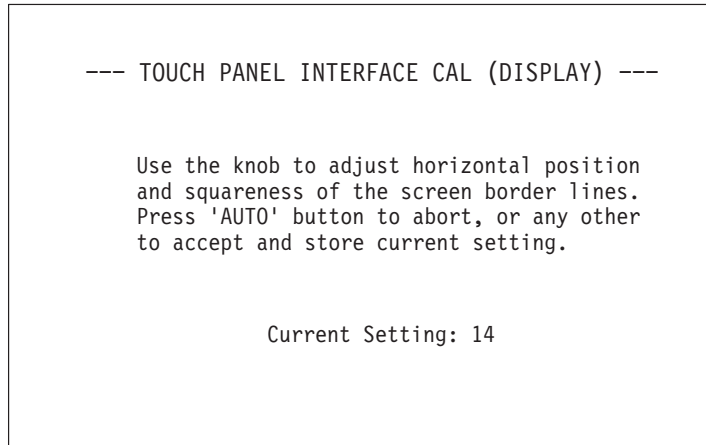 --- TOUCH PANEL INTERFACE CAL (DISPLAY) ---
Use the knob to adjust horizontal position
and squareness of the screen border lines.
Press 'AUTO' button to abort, or any other
to accept and store current setting.
Current Setting: 14